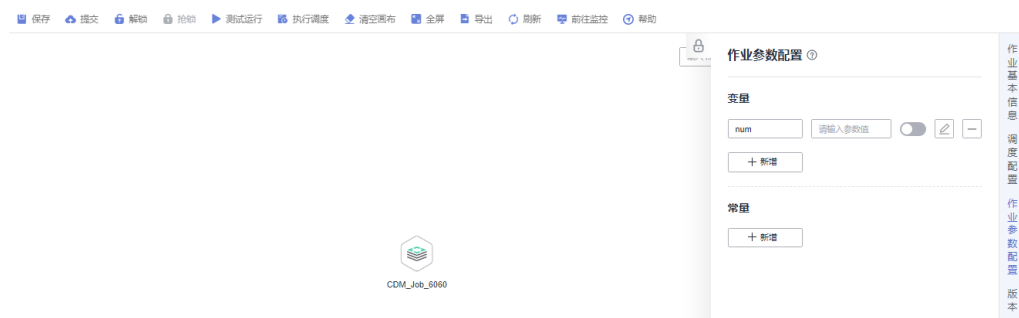 保存 提交 解锁 抢锁 测试运行 执行调度 清空画布 全屏 导出 刷新 前往监控 帮助
作业参数配置
变量
num 请输入参数值
+ 新增
常量
+ 新增
CDM_Job_6060
作业基本信息
调度配置
作业参数配置
版本